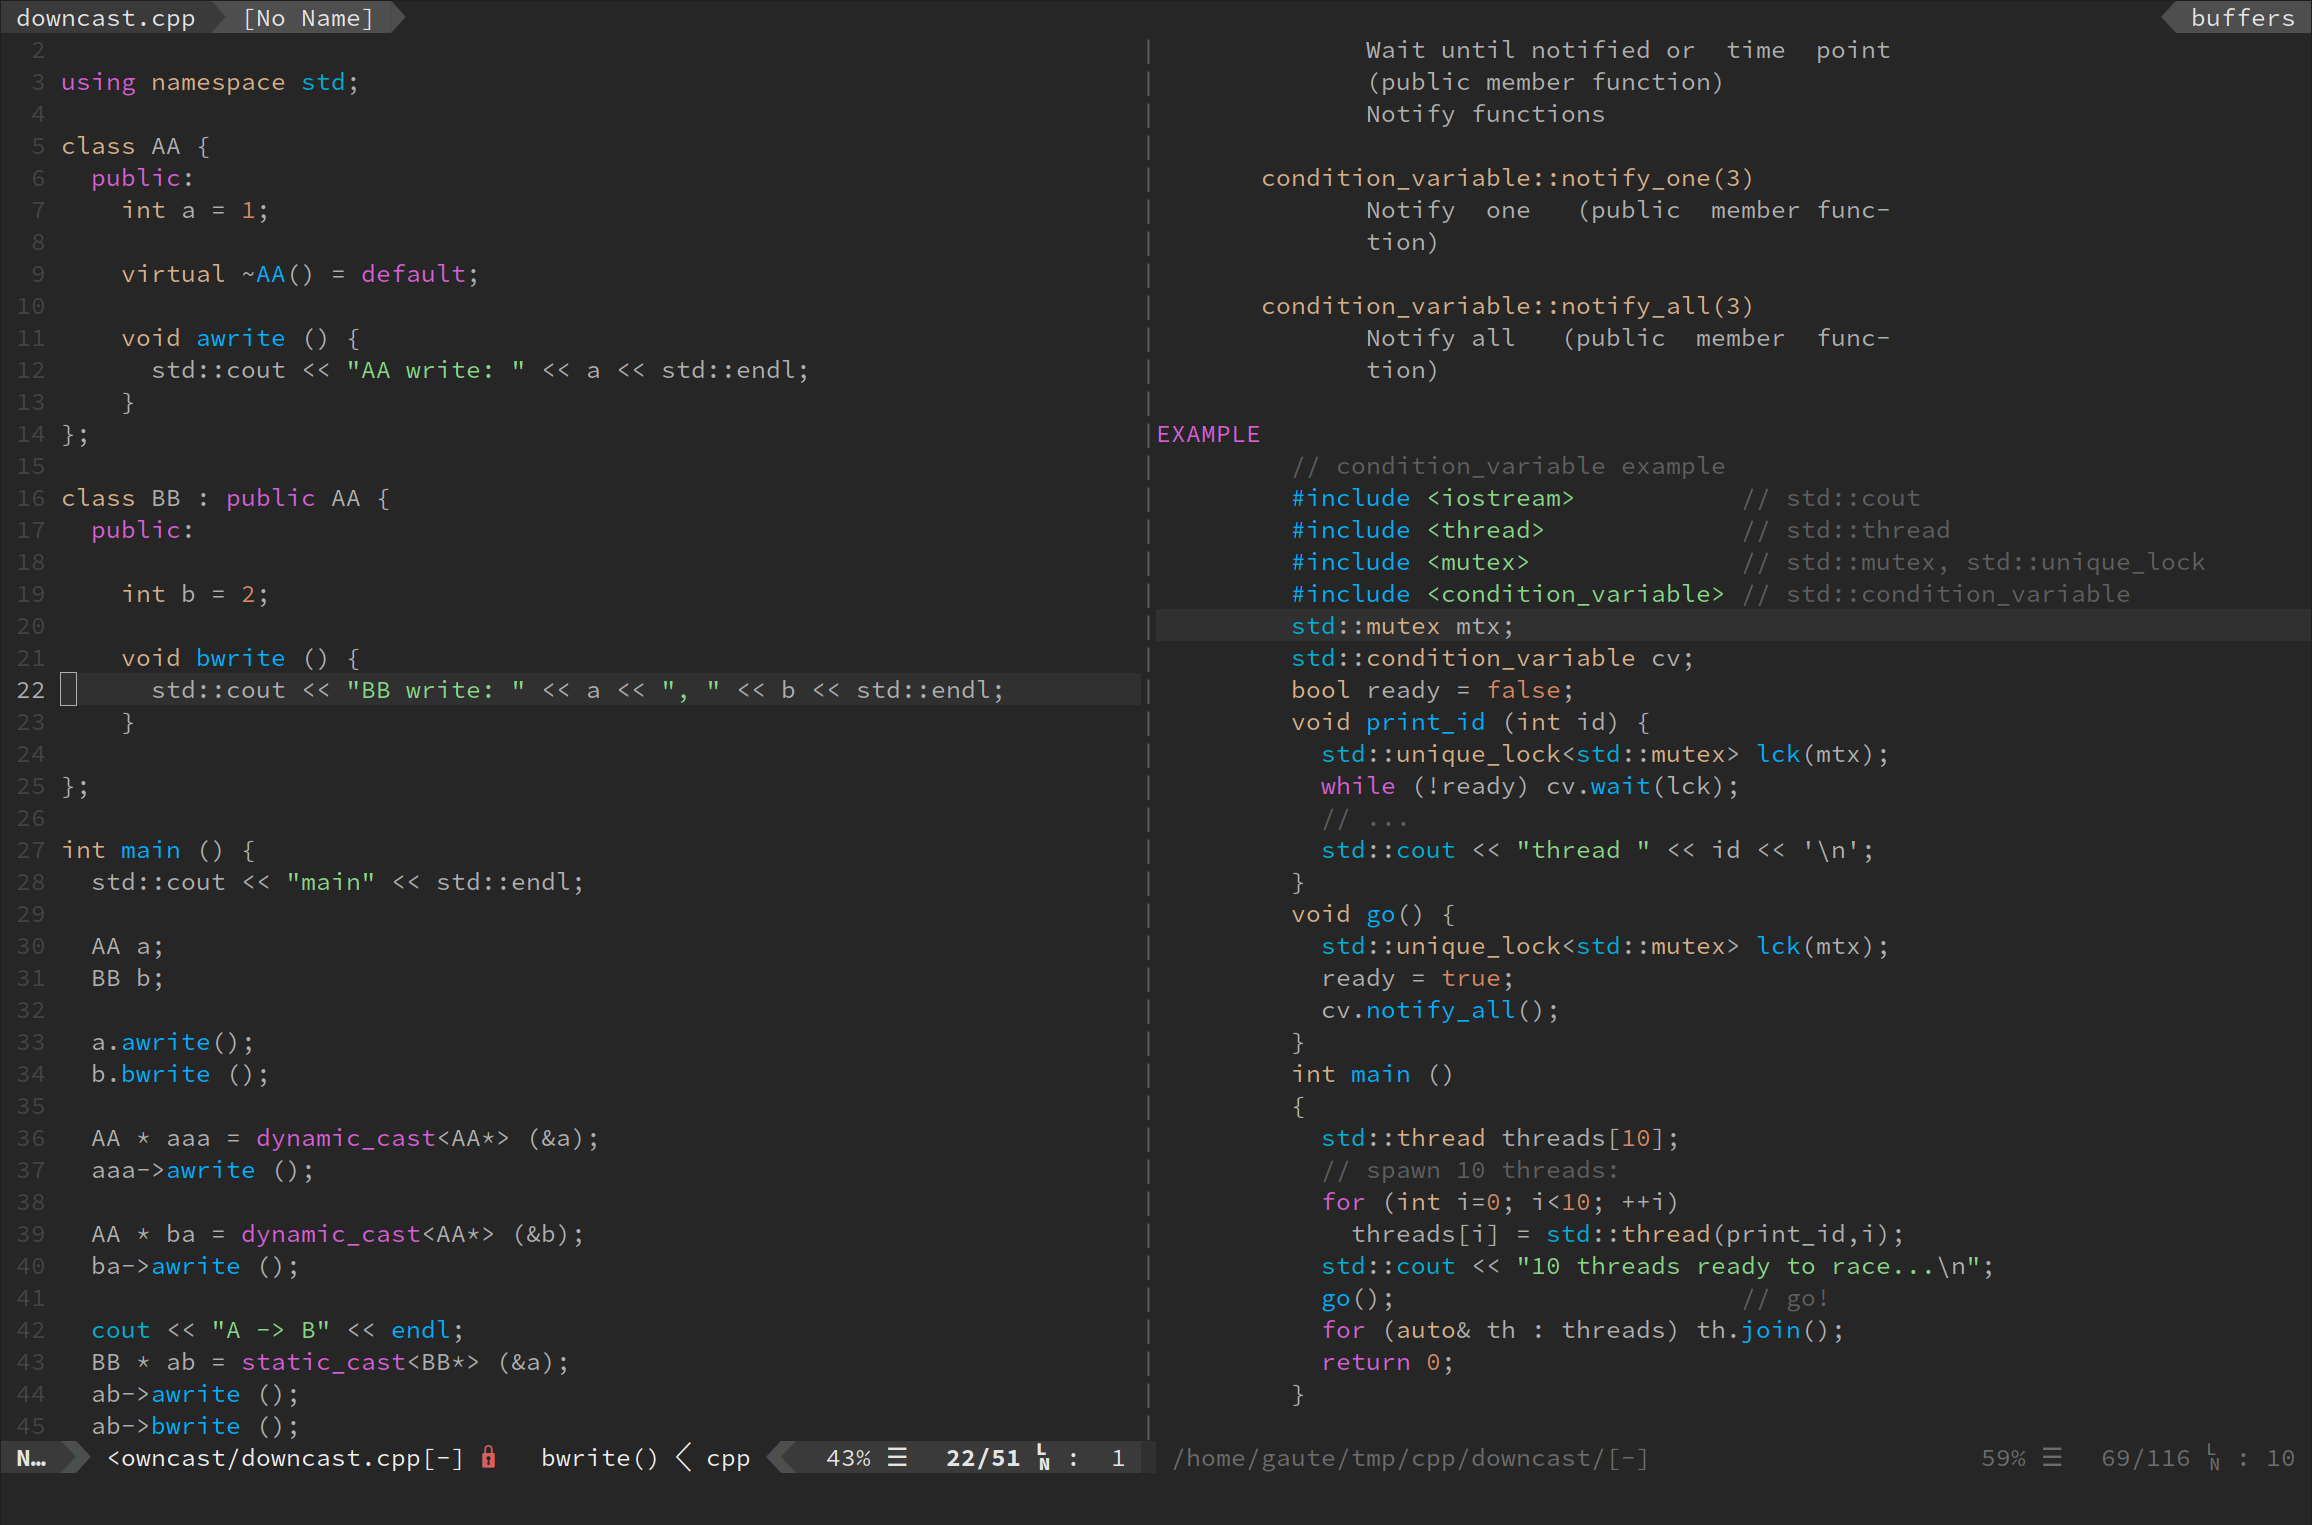 downcast.cpp [No Name] buffers
2
3 using namespace std;
4
5 class AA {
6   public:
7     int a = 1;
8
9     virtual ~AA() = default;
10
11     void awrite () {
12       std::cout << "AA write: " << a << std::endl;
13     }
14 };
15
16 class BB : public AA {
17   public:
18
19     int b = 2;
20
21     void bwrite () {
22       std::cout << "BB write: " << a << ", " << b << std::endl;
23     }
24
25 };
26
27 int main () {
28   std::cout << "main" << std::endl;
29
30   AA a;
31   BB b;
32
33   a.awrite();
34   b.bwrite ();
35
36   AA * aaa = dynamic_cast<AA*> (&a);
37   aaa->awrite ();
38
39   AA * ba = dynamic_cast<AA*> (&b);
40   ba->awrite ();
41
42   cout << "A -> B" << endl;
43   BB * ab = static_cast<BB*> (&a);
44   ab->awrite ();
45   ab->bwrite ();
N… <owncast/downcast.cpp[-] bwrite() < cpp 43% ☰ 22/51 LN : 1
              Wait until notified or  time  point
              (public member function)
              Notify functions

       condition_variable::notify_one(3)
              Notify  one   (public  member func-
              tion)

       condition_variable::notify_all(3)
              Notify all   (public  member  func-
              tion)

EXAMPLE
         // condition_variable example
         #include <iostream>           // std::cout
         #include <thread>             // std::thread
         #include <mutex>              // std::mutex, std::unique_lock
         #include <condition_variable> // std::condition_variable
         std::mutex mtx;
         std::condition_variable cv;
         bool ready = false;
         void print_id (int id) {
           std::unique_lock<std::mutex> lck(mtx);
           while (!ready) cv.wait(lck);
           // ...
           std::cout << "thread " << id << '\n';
         }
         void go() {
           std::unique_lock<std::mutex> lck(mtx);
           ready = true;
           cv.notify_all();
         }
         int main ()
         {
           std::thread threads[10];
           // spawn 10 threads:
           for (int i=0; i<10; ++i)
             threads[i] = std::thread(print_id,i);
           std::cout << "10 threads ready to race...\n";
           go();                       // go!
           for (auto& th : threads) th.join();
           return 0;
         }
/home/gaute/tmp/cpp/downcast/[-] 59% ☰ 69/116 LN : 10